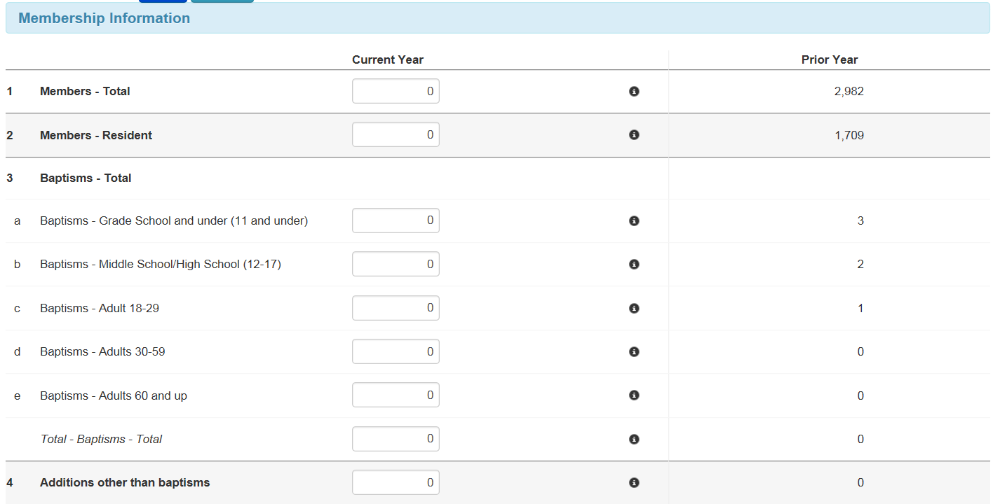 Membership Information
Current Year Prior Year
1 Members - Total 0 2,982
2 Members - Resident 0 1,709
3 Baptisms - Total
a Baptisms - Grade School and under (11 and under) 0 3
b Baptisms - Middle School/High School (12-17) 0 2
c Baptisms - Adult 18-29 0 1
d Baptisms - Adults 30-59 0 0
e Baptisms - Adults 60 and up 0 0
Total - Baptisms - Total 0 0
4 Additions other than baptisms 0 0